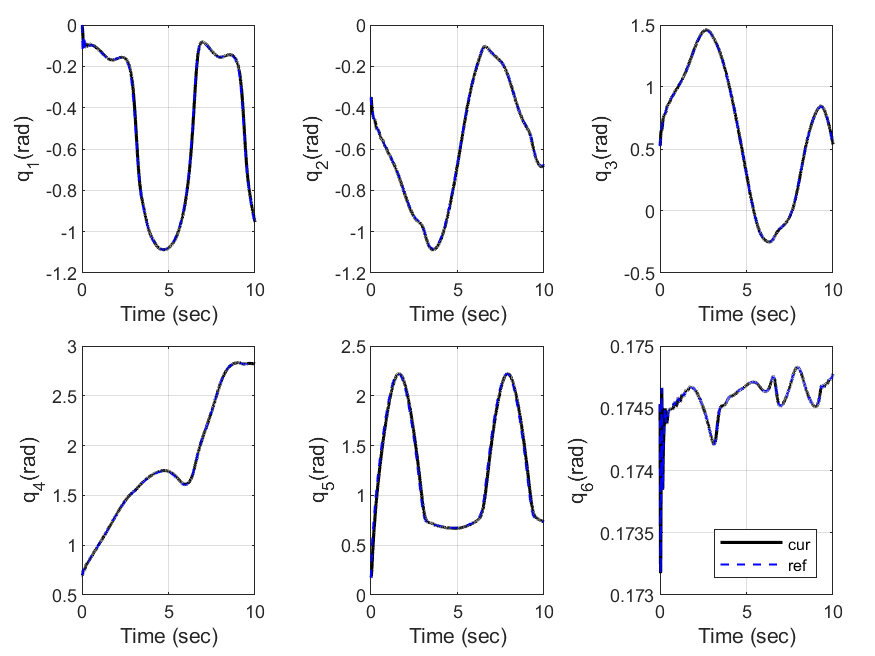 0
-0.2
-0.4
-0.6
-0.8
-1
-1.2
q1(rad)
0 5 10
Time (sec)
0
-0.2
-0.4
-0.6
-0.8
-1
-1.2
q2(rad)
0 5 10
Time (sec)
1.5
1
0.5
0
-0.5
q3(rad)
0 5 10
Time (sec)
3
2.5
2
1.5
1
0.5
q4(rad)
0 5 10
Time (sec)
2.5
2
1.5
1
0.5
0
q5(rad)
0 5 10
Time (sec)
0.175
0.1745
0.174
0.1735
0.173
q6(rad)
0 5 10
Time (sec)
cur
ref